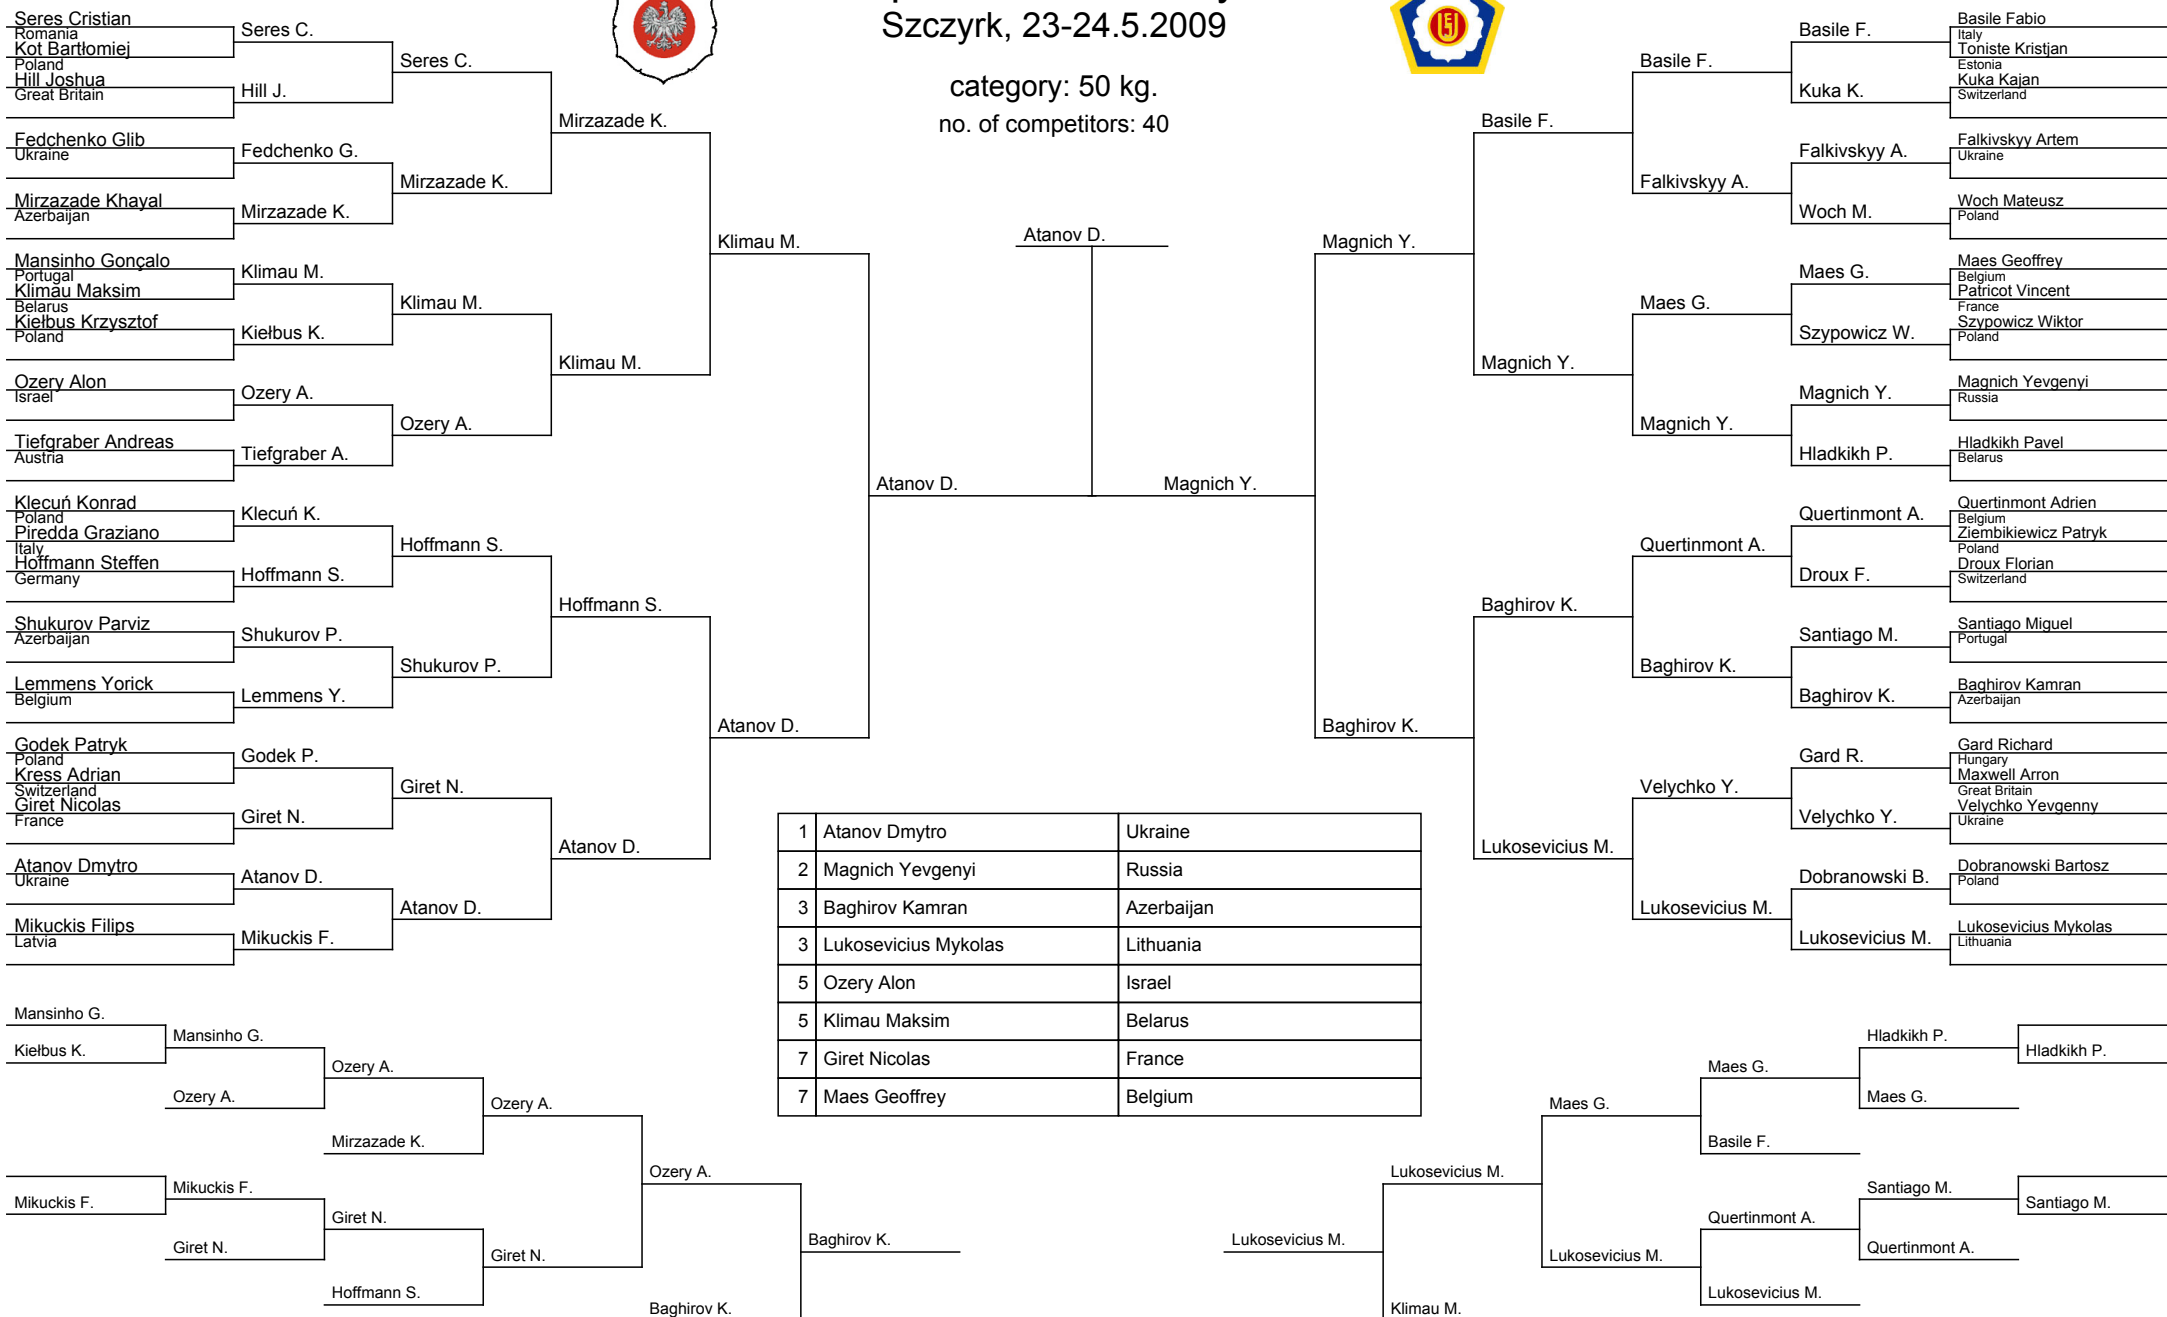 Szczyrk, 23-24.5.2009
category: 50 kg.
no. of competitors: 40
Seres Cristian
Romania
Kot Bartłomiej
Poland
Hill Joshua
Great Britain
Fedchenko Glib
Ukraine
Mirzazade Khayal
Azerbaijan
Mansinho Gonçalo
Portugal
Klimau Maksim
Belarus
Kiełbus Krzysztof
Poland
Ozery Alon
Israel
Tiefgraber Andreas
Austria
Klecuń Konrad
Poland
Piredda Graziano
Italy
Hoffmann Steffen
Germany
Shukurov Parviz
Azerbaijan
Lemmens Yorick
Belgium
Godek Patryk
Poland
Kress Adrian
Switzerland
Giret Nicolas
France
Atanov Dmytro
Ukraine
Mikuckis Filips
Latvia
Seres C.
Hill J.
Fedchenko G.
Mirzazade K.
Klimau M.
Kiełbus K.
Ozery A.
Tiefgraber A.
Klecuń K.
Hoffmann S.
Shukurov P.
Lemmens Y.
Godek P.
Giret N.
Atanov D.
Mikuckis F.
Seres C.
Mirzazade K.
Klimau M.
Ozery A.
Hoffmann S.
Shukurov P.
Giret N.
Atanov D.
Mirzazade K.
Klimau M.
Hoffmann S.
Atanov D.
Klimau M.
Atanov D.
Atanov D.
Atanov D.
Magnich Y.
Magnich Y.
Baghirov K.
Basile F.
Magnich Y.
Baghirov K.
Lukosevicius M.
Basile F.
Falkivskyy A.
Maes G.
Magnich Y.
Quertinmont A.
Baghirov K.
Velychko Y.
Lukosevicius M.
Basile F.
Kuka K.
Falkivskyy A.
Woch M.
Maes G.
Szypowicz W.
Magnich Y.
Hladkikh P.
Quertinmont A.
Droux F.
Santiago M.
Baghirov K.
Gard R.
Velychko Y.
Dobranowski B.
Lukosevicius M.
Basile Fabio
Italy
Toniste Kristjan
Estonia
Kuka Kajan
Switzerland
Falkivskyy Artem
Ukraine
Woch Mateusz
Poland
Maes Geoffrey
Belgium
Patricot Vincent
France
Szypowicz Wiktor
Poland
Magnich Yevgenyi
Russia
Hladkikh Pavel
Belarus
Quertinmont Adrien
Belgium
Ziembikiewicz Patryk
Poland
Droux Florian
Switzerland
Santiago Miguel
Portugal
Baghirov Kamran
Azerbaijan
Gard Richard
Hungary
Maxwell Arron
Great Britain
Velychko Yevgenny
Ukraine
Dobranowski Bartosz
Poland
Lukosevicius Mykolas
Lithuania
1 Atanov Dmytro Ukraine
2 Magnich Yevgenyi Russia
3 Baghirov Kamran Azerbaijan
3 Lukosevicius Mykolas Lithuania
5 Ozery Alon Israel
5 Klimau Maksim Belarus
7 Giret Nicolas France
7 Maes Geoffrey Belgium
Mansinho G.
Kiełbus K.
Mikuckis F.
Mansinho G.
Ozery A.
Mikuckis F.
Giret N.
Ozery A.
Mirzazade K.
Giret N.
Hoffmann S.
Ozery A.
Giret N.
Ozery A.
Baghirov K.
Baghirov K.
Lukosevicius M.
Lukosevicius M.
Klimau M.
Maes G.
Lukosevicius M.
Maes G.
Basile F.
Quertinmont A.
Lukosevicius M.
Hladkikh P.
Maes G.
Santiago M.
Quertinmont A.
Hladkikh P.
Santiago M.